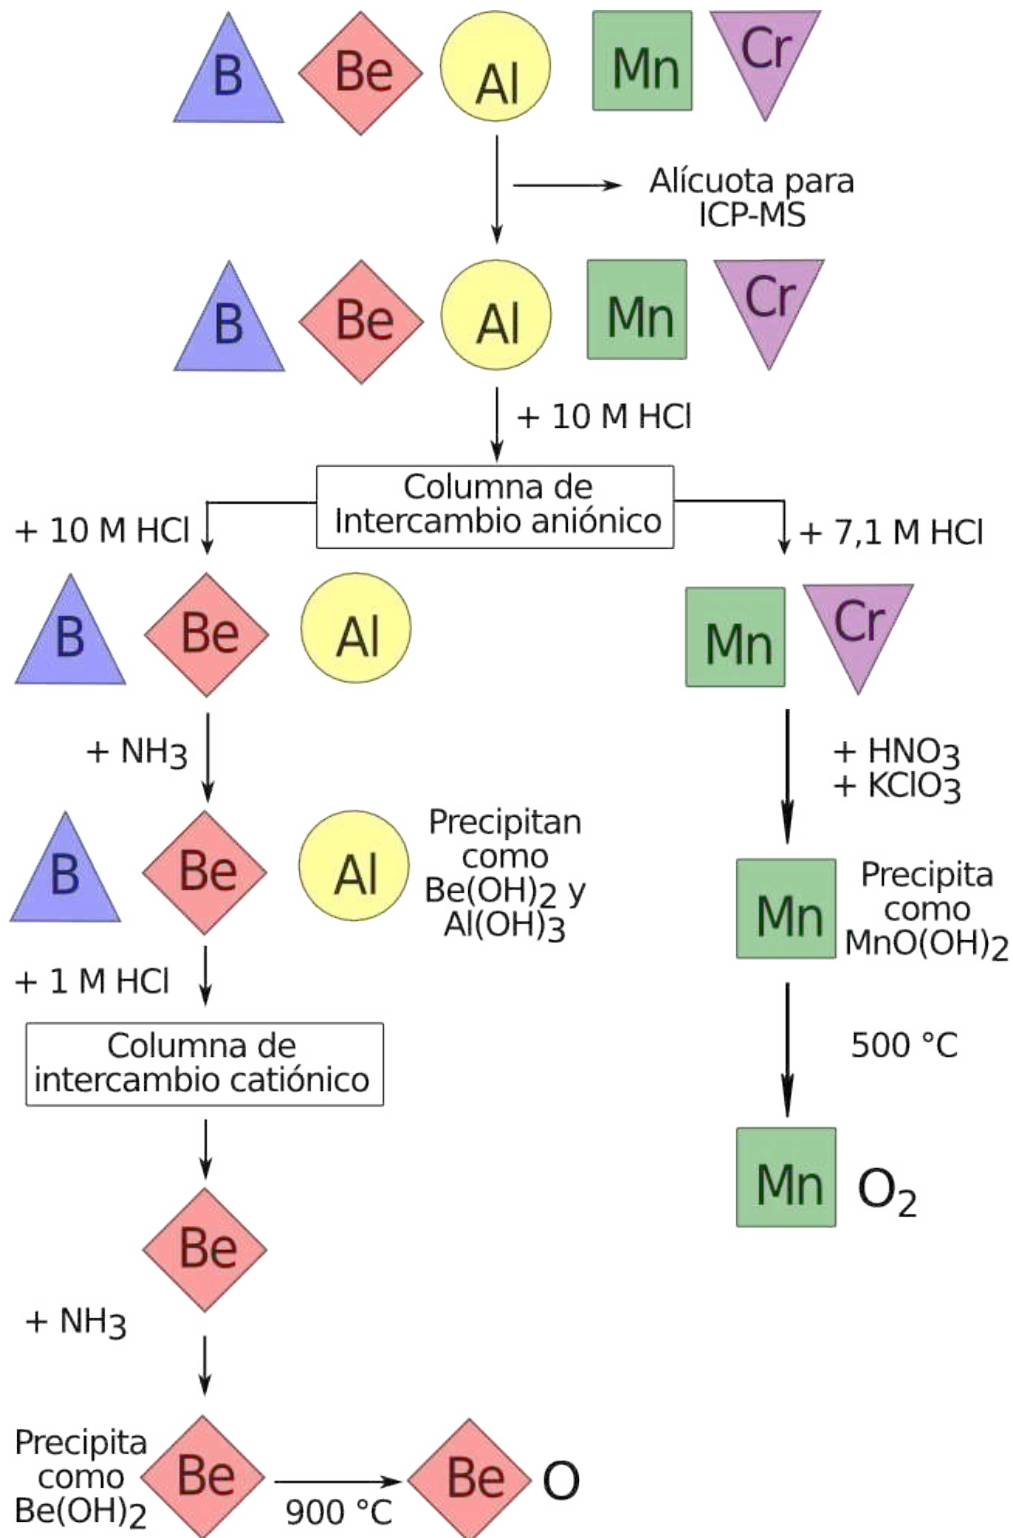 B Be Al Mn Cr
Alícuota para
ICP-MS
B Be Al Mn Cr
+ 10 M HCl
Columna de
Intercambio aniónico
+ 10 M HCl
+ 7,1 M HCl
B Be Al
Mn Cr
+ NH3
+ HNO3
+ KClO3
B Be Al
Precipitan
como
Be(OH)2 y
Al(OH)3
Mn
Precipita
como
MnO(OH)2
+ 1 M HCl
500 °C
Columna de
intercambio catiónico
Mn O2
Be
+ NH3
Precipita
como
Be(OH)2
Be
900 °C
Be O